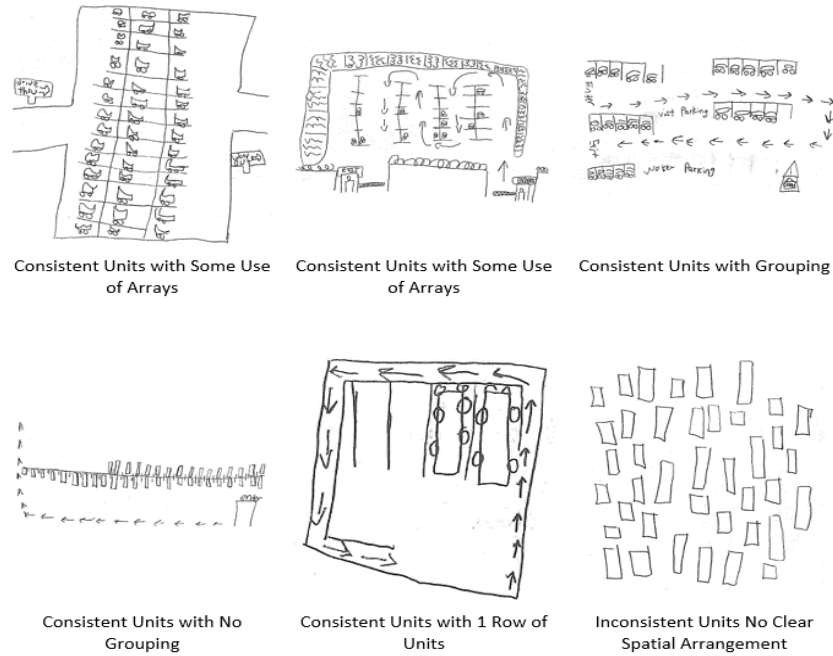 drive
thru
Consistent Units with Some Use
of Arrays
Consistent Units with Some Use
of Arrays
visit Parking
worker Parking
Consistent Units with Grouping
enter
Consistent Units with No
Grouping
Consistent Units with 1 Row of
Units
Inconsistent Units No Clear
Spatial Arrangement